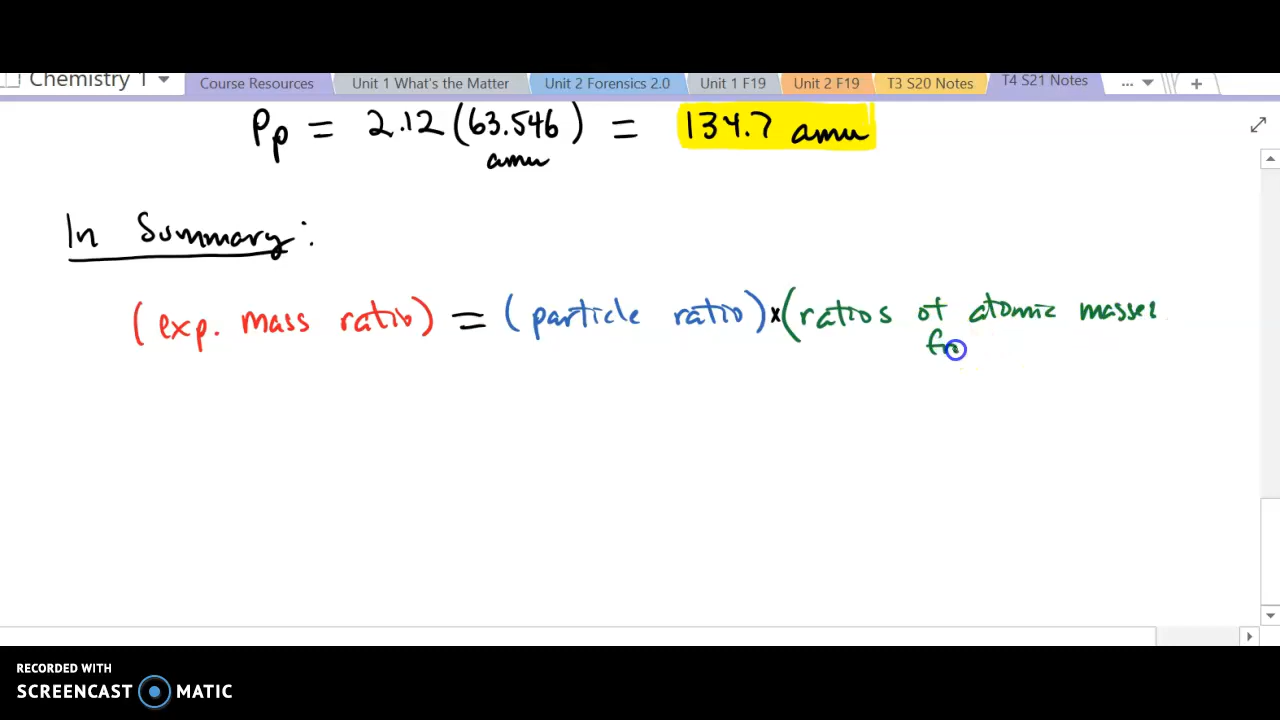 Chemistry 1 Course Resources Unit 1 What's the Matter Unit 2 Forensics 2.0 Unit 1 F19 Unit 2 F19 T3 S20 Notes T4 S21 Notes ... +
Pp = 2.12 (63.546) = 134.7 amu
amu
In Summary:
(exp. mass ratio) = (particle ratio) × (ratios of atomic masses
RECORDED WITH
SCREENCAST MATIC